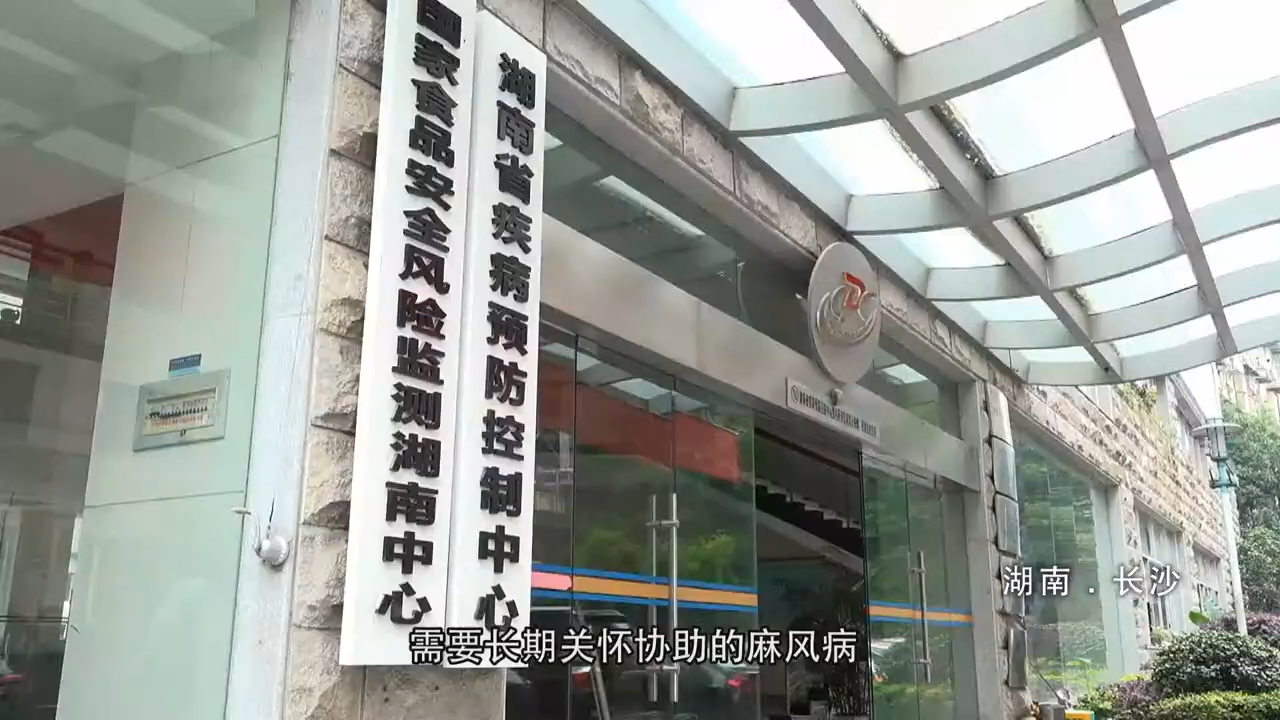 国家食品安全风险监测湖南中心
湖南省疾病预防控制中心
湖南.长沙
需要长期关怀协助的麻风病